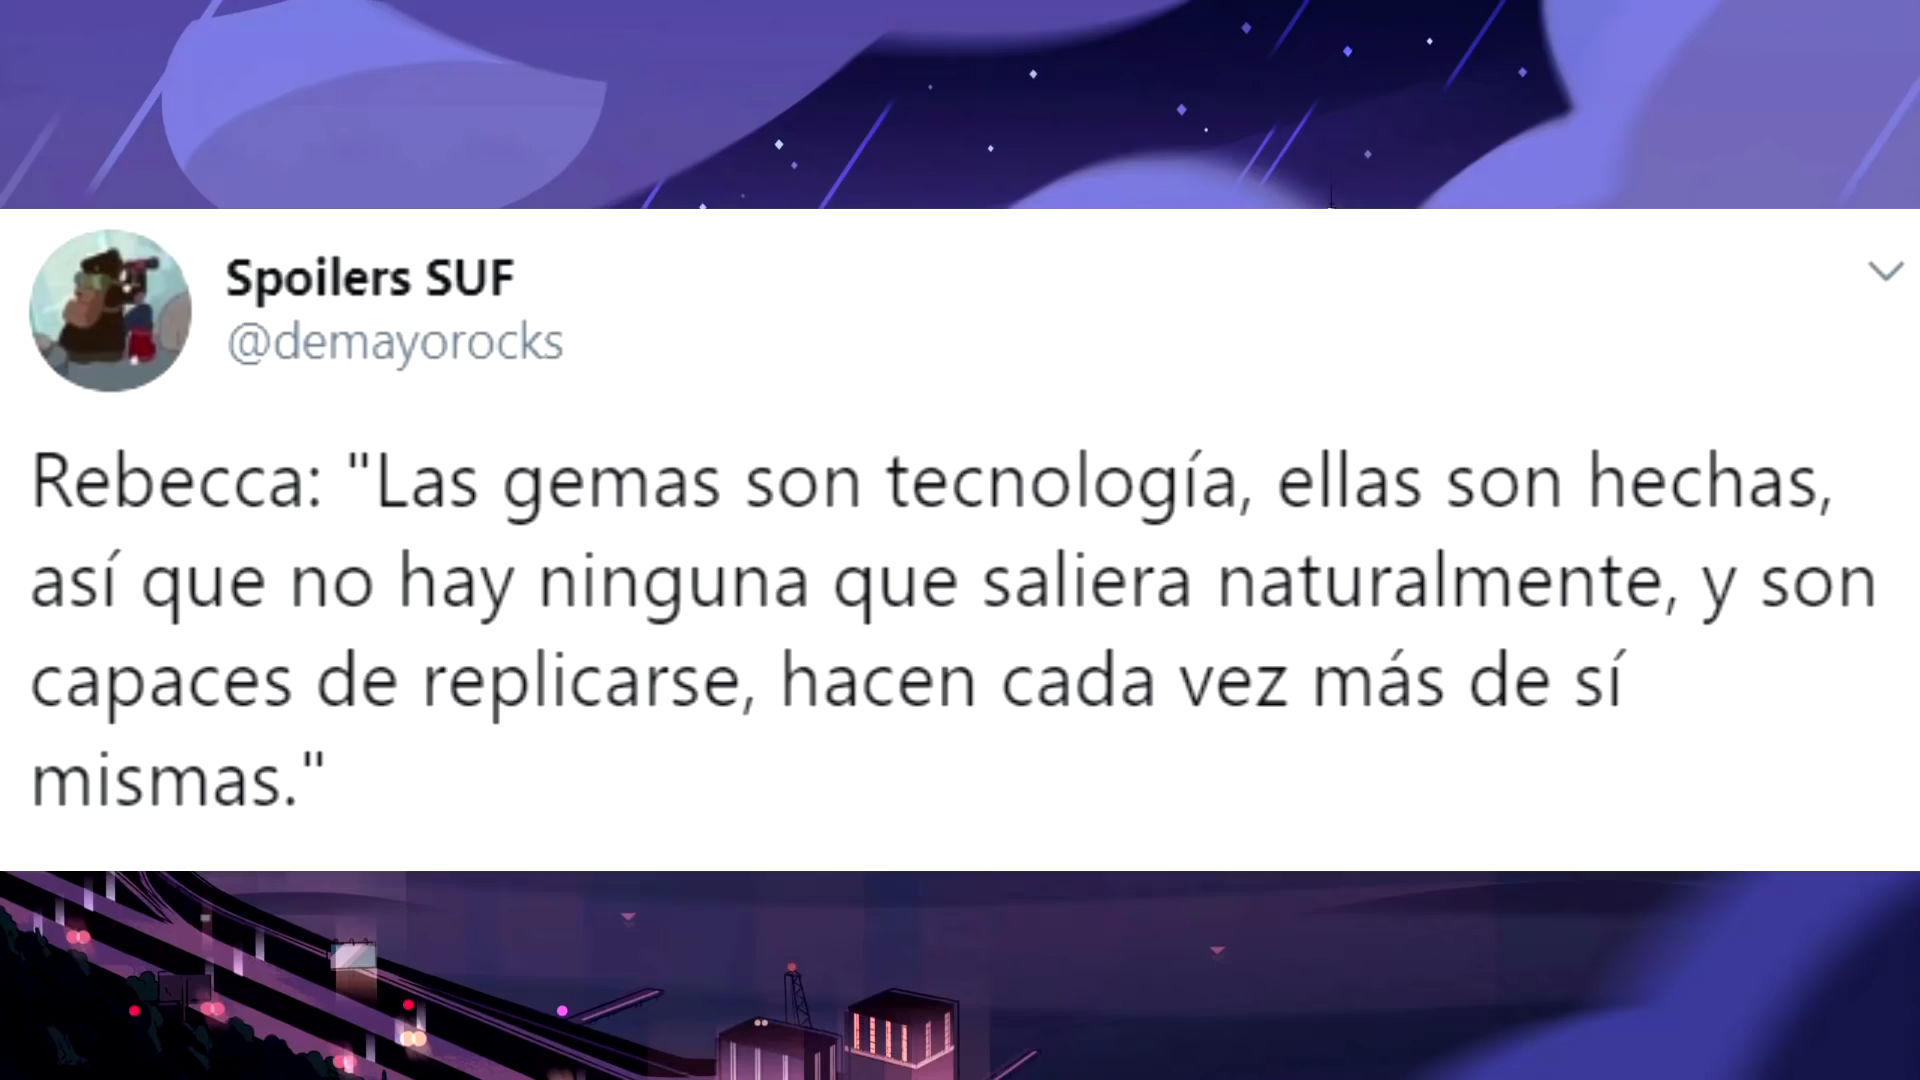 Spoilers SUF
@demayorocks
Rebecca: "Las gemas son tecnología, ellas son hechas,
así que no hay ninguna que saliera naturalmente, y son
capaces de replicarse, hacen cada vez más de sí
mismas."